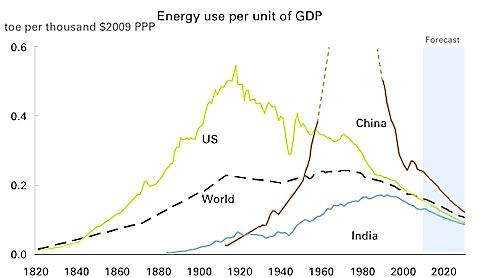 Energy use per unit of GDP
toe per thousand $2009 PPP
Forecast
0.6
0.4
0.2
0.0
US
World
China
India
1820 1840 1860 1880 1900 1920 1940 1960 1980 2000 2020